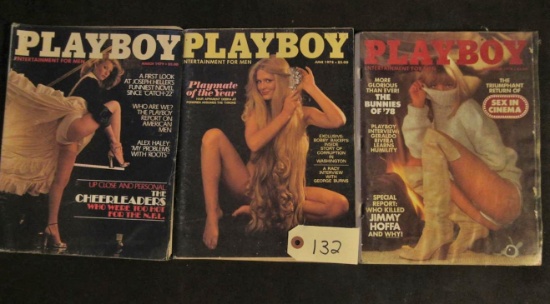 PLAYBOY
ENTERTAINMENT FOR MEN
A FIRST LOOK
AT JOSEPH HELLER'S
FUNNIEST NOVEL
SINCE "CATCH 22"
WHO ARE WE?
THE PLAYBOY
REPORT ON
AMERICAN
MEN
ALEX HALEY:
"MY PROBLEMS
WITH 'ROOTS'"
UP CLOSE AND PERSONAL:
THE
CHEERLEADERS
WHO WERE TOO HOT
FOR THE N.F.L.
PLAYBOY
ENTERTAINMENT FOR MEN
Playmate of
the Year
EXCLUSIVE:
BOBBY BAKER'S
INSIDE
STORY OF
CORRUPTION
IN
WASHINGTON
A RACY
INTERVIEW
WITH
GEORGE BURNS
132
PLAYBOY
MORE
GLORIOUS
THAN EVER!
THE
BUNNIES
OF '78
PLAYBOY
INTERVIEW:
GERALDO
RIVERA
LEARNS
HUMILITY
SPECIAL
REPORT:
WHO KILLED
JIMMY
HOFFA
AND WHY!
THE
TRIUMPHANT
RETURN OF
SEX IN
CINEMA